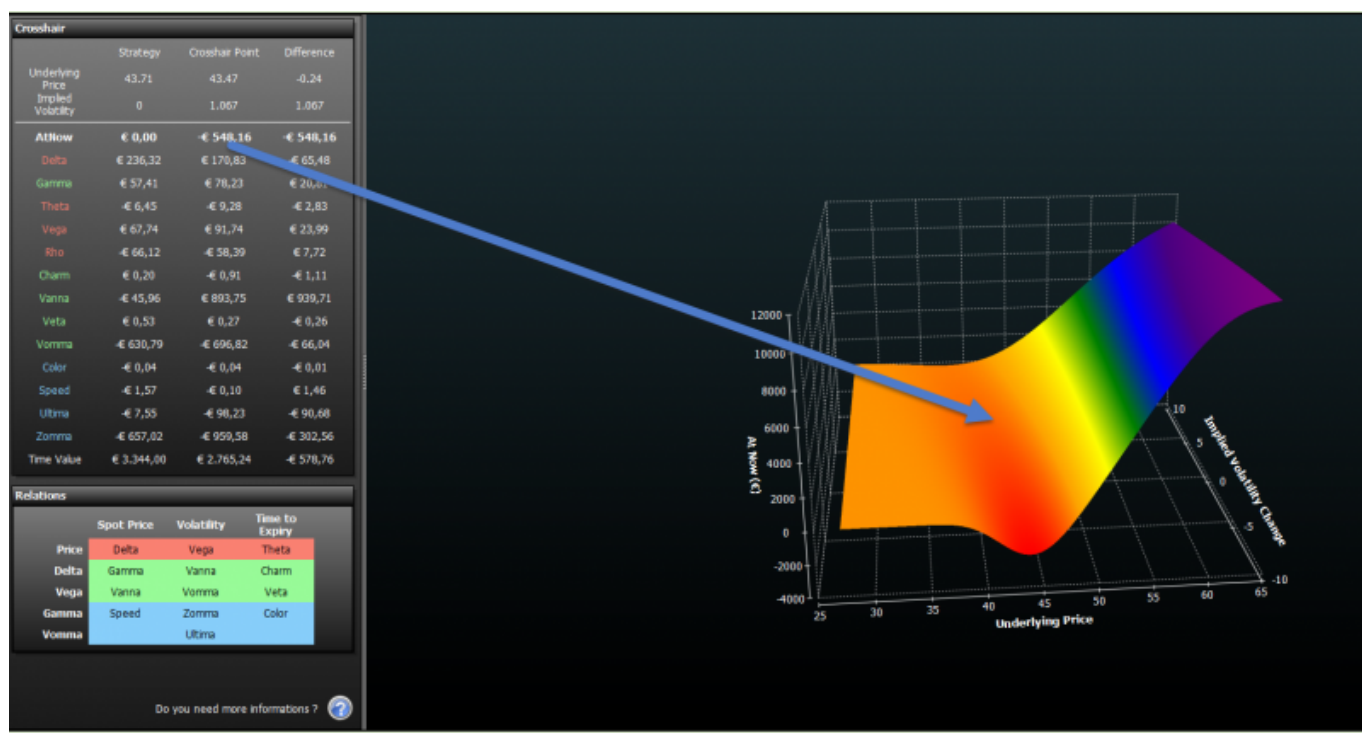 Crosshair
Strategy Crosshair Point Difference
Underlying Price 43.71 43.47 -0.24
Implied Volatility 0 1.067 1.067
AtNow € 0,00 -€ 548,16 -€ 548,16
Delta € 236,32 € 170,83 -€ 65,48
Gamma € 57,41 € 78,23
Theta -€ 6,45 -€ 9,28 -€ 2,83
Vega € 67,74 € 91,74 € 23,99
Rho -€ 66,12 -€ 58,39 € 7,72
Charm € 0,20 -€ 0,91 -€ 1,11
Vanna -€ 45,96 € 893,75 € 939,71
Veta € 0,53 € 0,27 -€ 0,26
Vomma -€ 630,79 -€ 696,82 -€ 66,04
Color -€ 0,04 -€ 0,04 -€ 0,01
Speed -€ 1,57 -€ 0,10 € 1,46
Ultima -€ 7,55 -€ 98,23 -€ 90,68
Zomma -€ 657,02 -€ 959,58 -€ 302,56
Time Value € 3.344,00 € 2.765,24 -€ 578,76
Relations
Spot Price Volatility Time to Expiry
Price Delta Vega Theta
Delta Gamma Vanna Charm
Vega Vanna Vomma Veta
Gamma Speed Zomma Color
Vomma Ultima
Do you need more informations ?
12000
10000
8000
6000
4000
2000
0
-2000
-4000
At Now (€)
25 30 35 40 45 50 55 60 65
Underlying Price
10
5
0
-5
-10
Implied Volatility Change